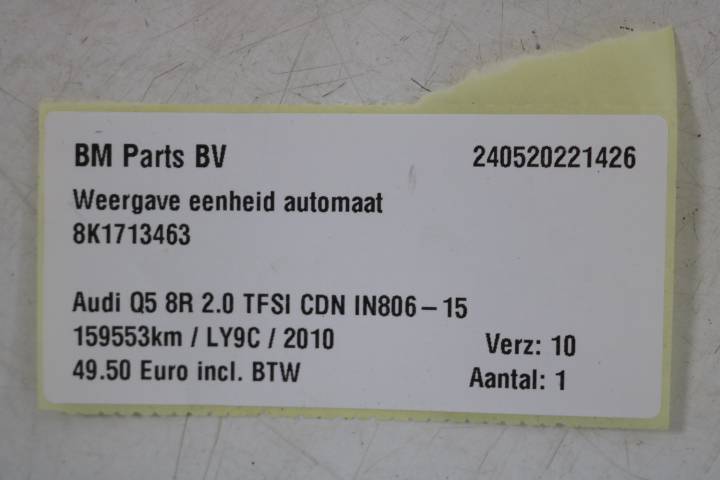 BM Parts BV 240520221426
Weergave eenheid automaat
8K1713463
Audi Q5 8R 2.0 TFSI CDN IN806-15
159553km / LY9C / 2010 Verz: 10
49.50 Euro incl. BTW Aantal: 1